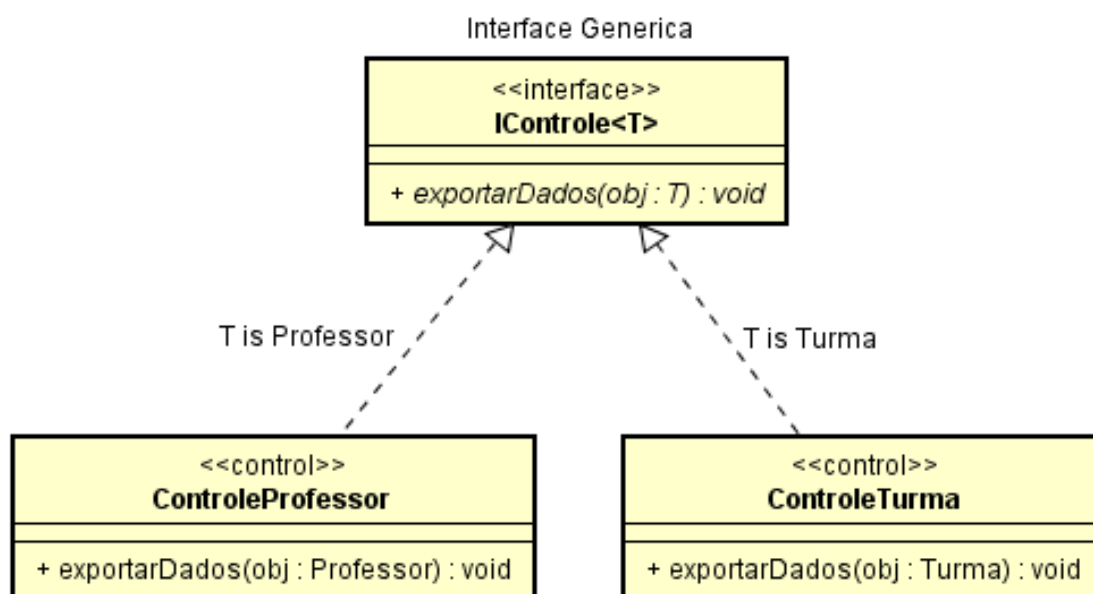 Interface Generica
<<interface>>
IControle<T>
+ exportarDados(obj : T) : void
T is Professor
T is Turma
<<control>>
ControleProfessor
+ exportarDados(obj : Professor) : void
<<control>>
ControleTurma
+ exportarDados(obj : Turma) : void